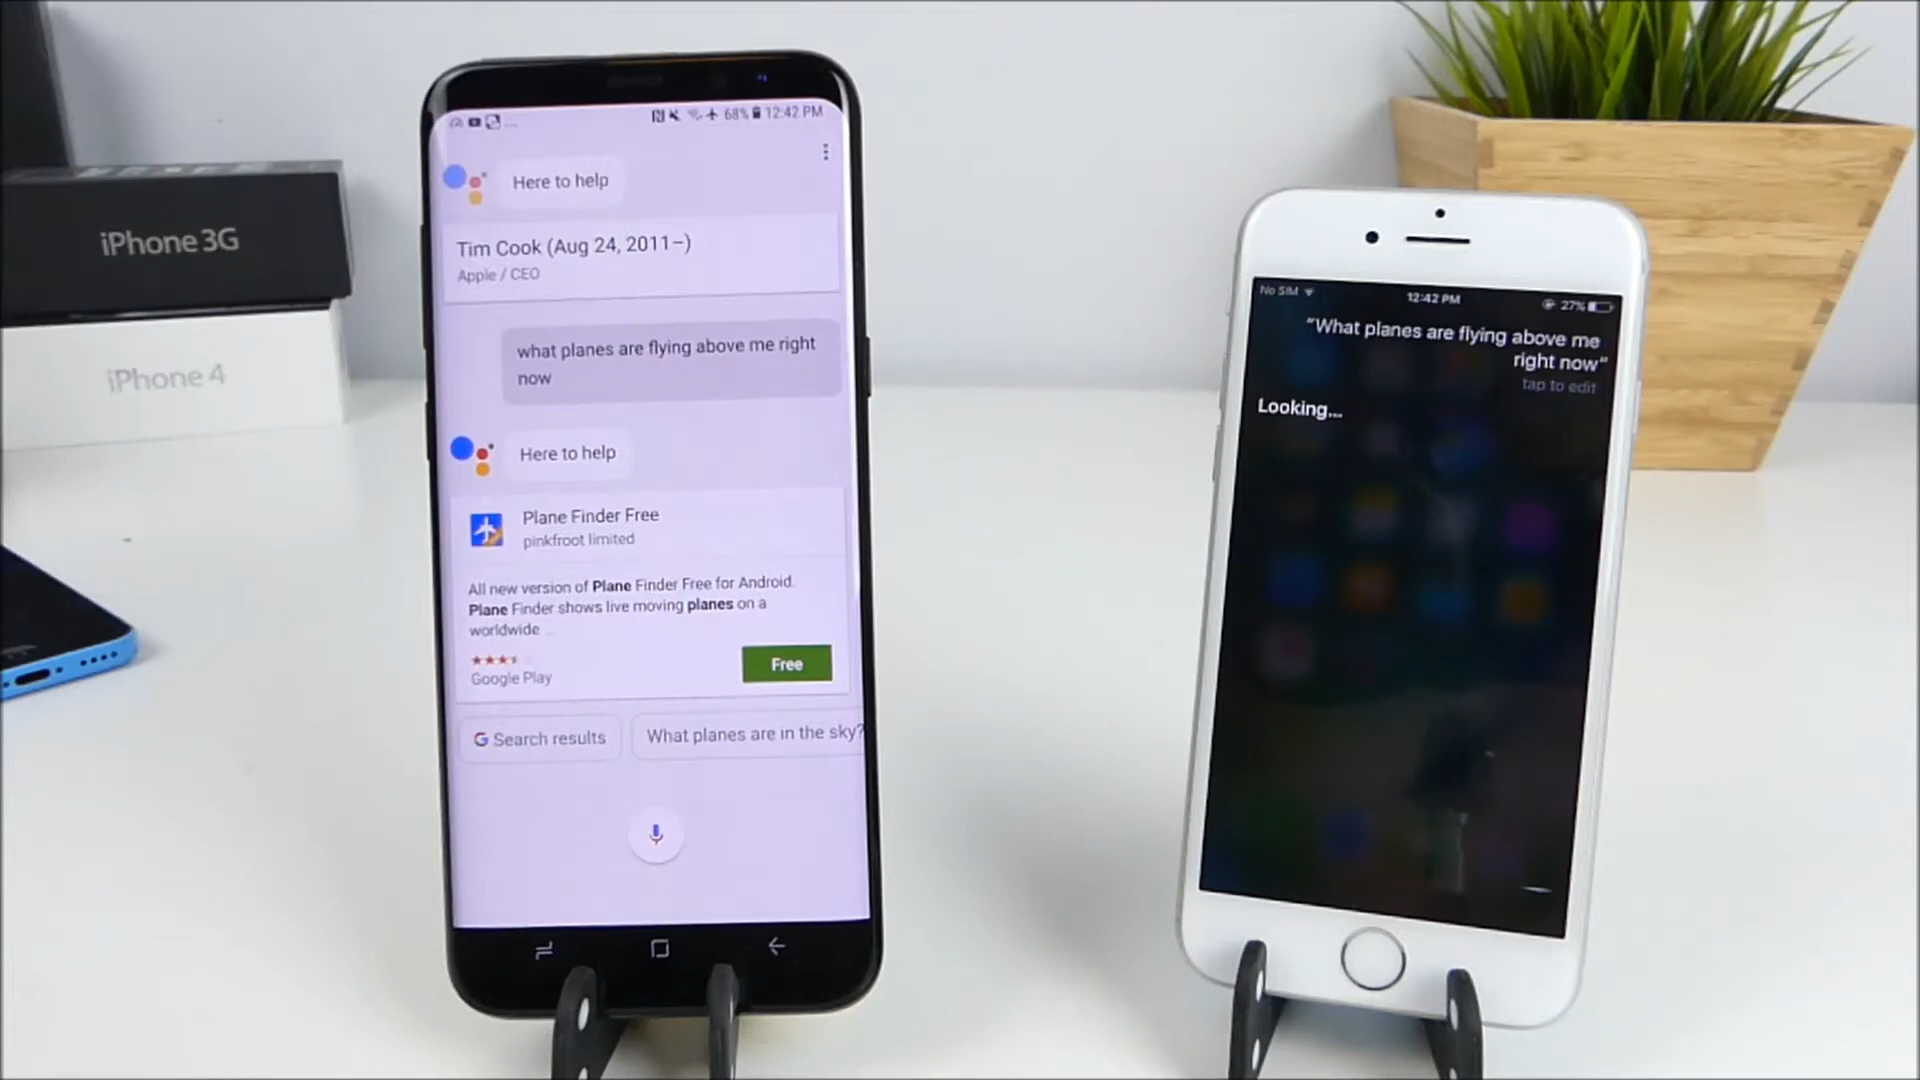 iPhone 3G
iPhone 4
68% 12:42 PM
Here to help
Tim Cook (Aug 24, 2011–)
Apple / CEO
what planes are flying above me right
now
Here to help
Plane Finder Free
pinkfroot limited
All new version of Plane Finder Free for Android.
Plane Finder shows live moving planes on a
worldwide ...
Google Play
Free
G Search results
What planes are in the sky?
No SIM 12:42 PM 27%
“What planes are flying above me
right now”
tap to edit
Looking...